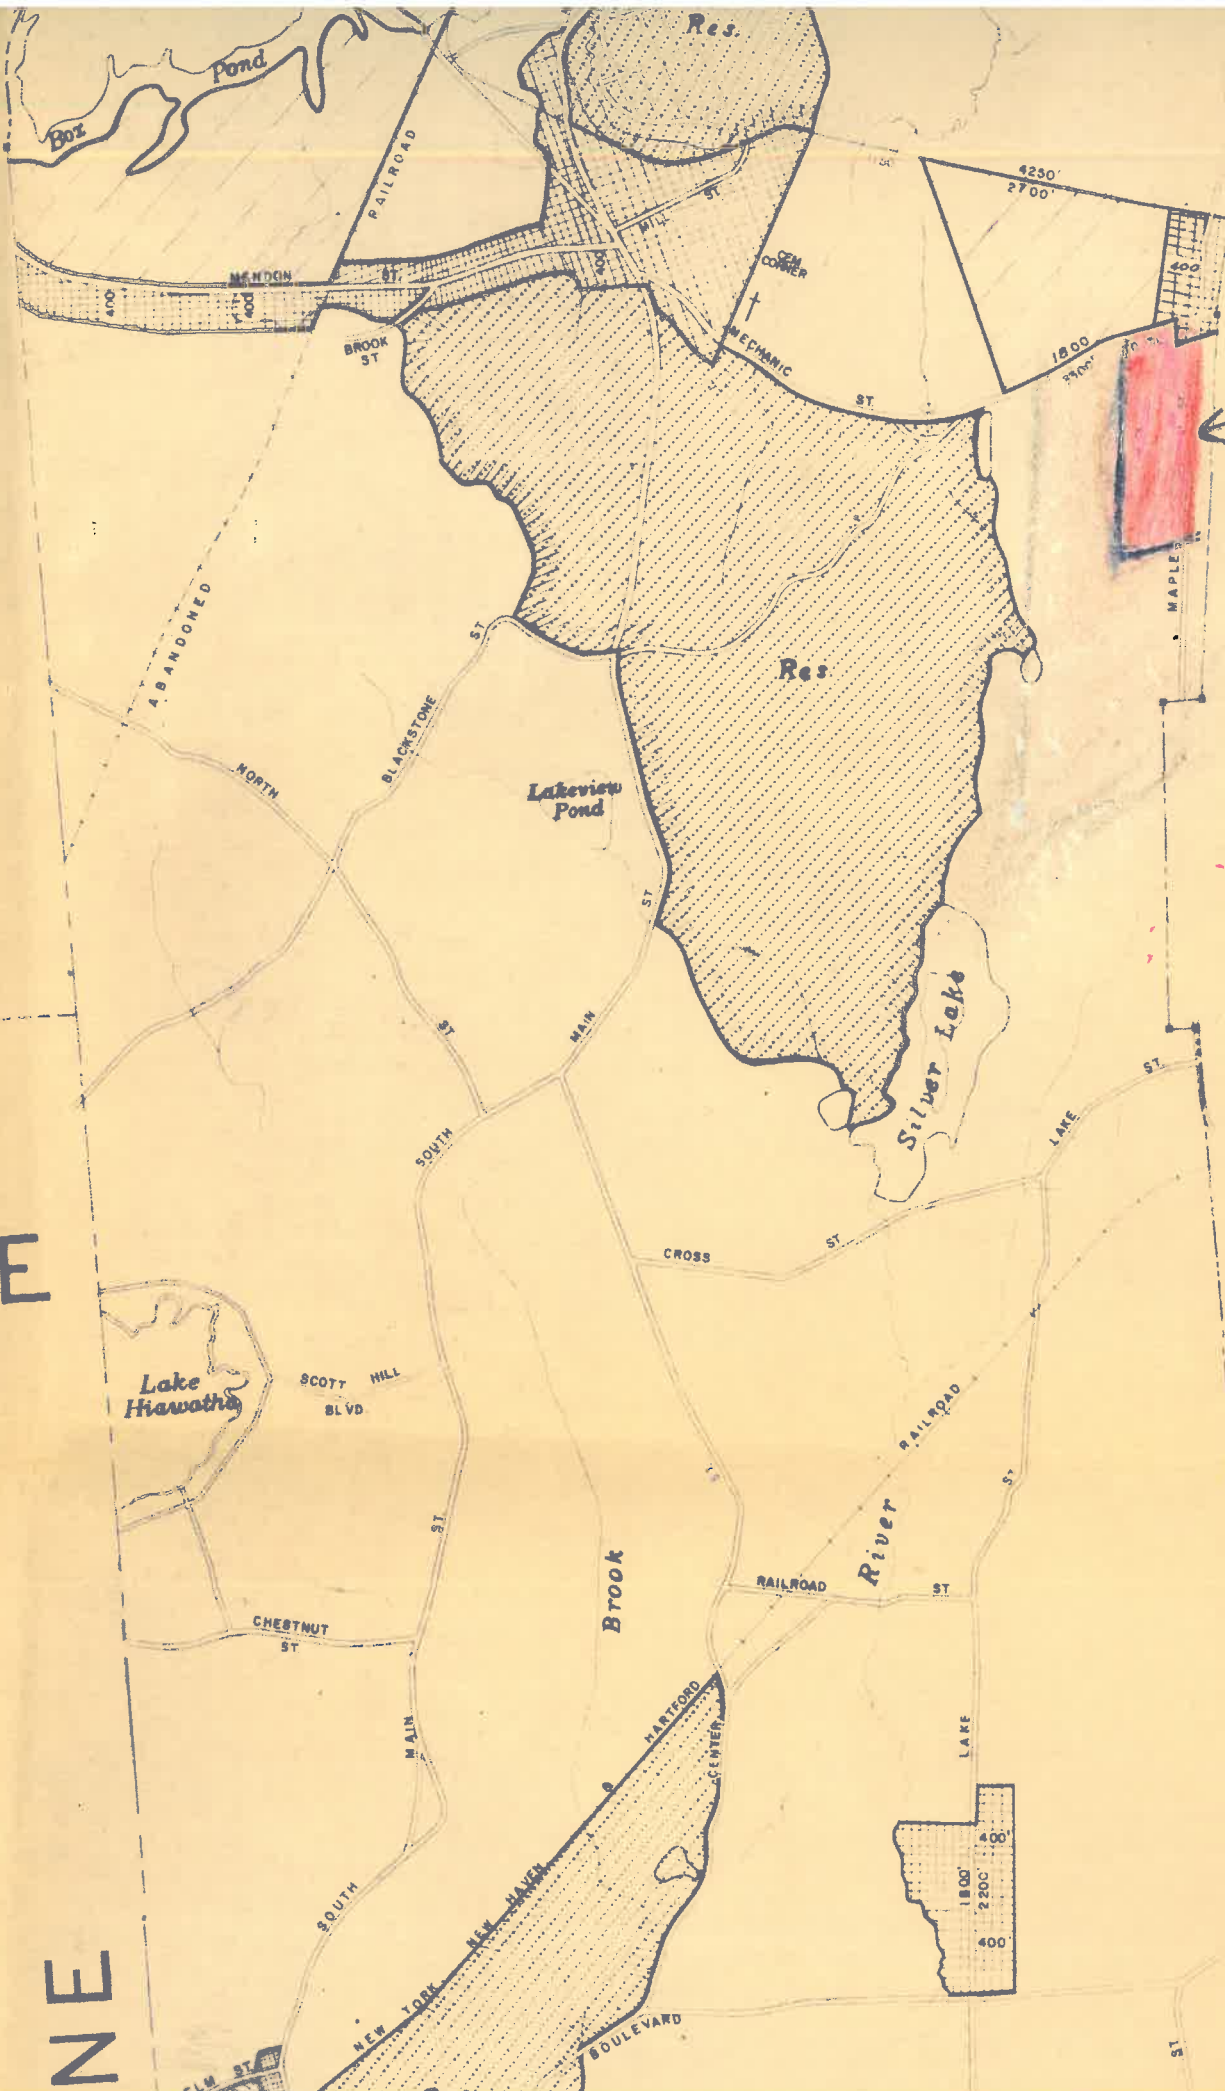 Res.
Pond
Box
RAILROAD
MILL
ST
4250'
2700'
CEM
CORNER
400
400
MENDON
ST.
400'
400'
BROOK
ST
MECHANIC
ST.
1800
MAPLE
ABANDONED
ST
Res.
BLACKSTONE
NORTH
Lakeview
Pond
ST
Silver Lake
ST
MAIN
ST.
LAKE
SOUTH
CROSS
ST
E
Lake
Hiawatha
SCOTT HILL
BLVD
RAILROAD
ST
ST
ST.
River
Brook
RAILROAD
ST
CHESTNUT
ST
HARTFORD
MAIN
CENTER
LAKE
400'
NEW HAVEN
1800'
2200'
SOUTH
400
NE
NEW YORK
BOULEVARD
ST
ELM ST.